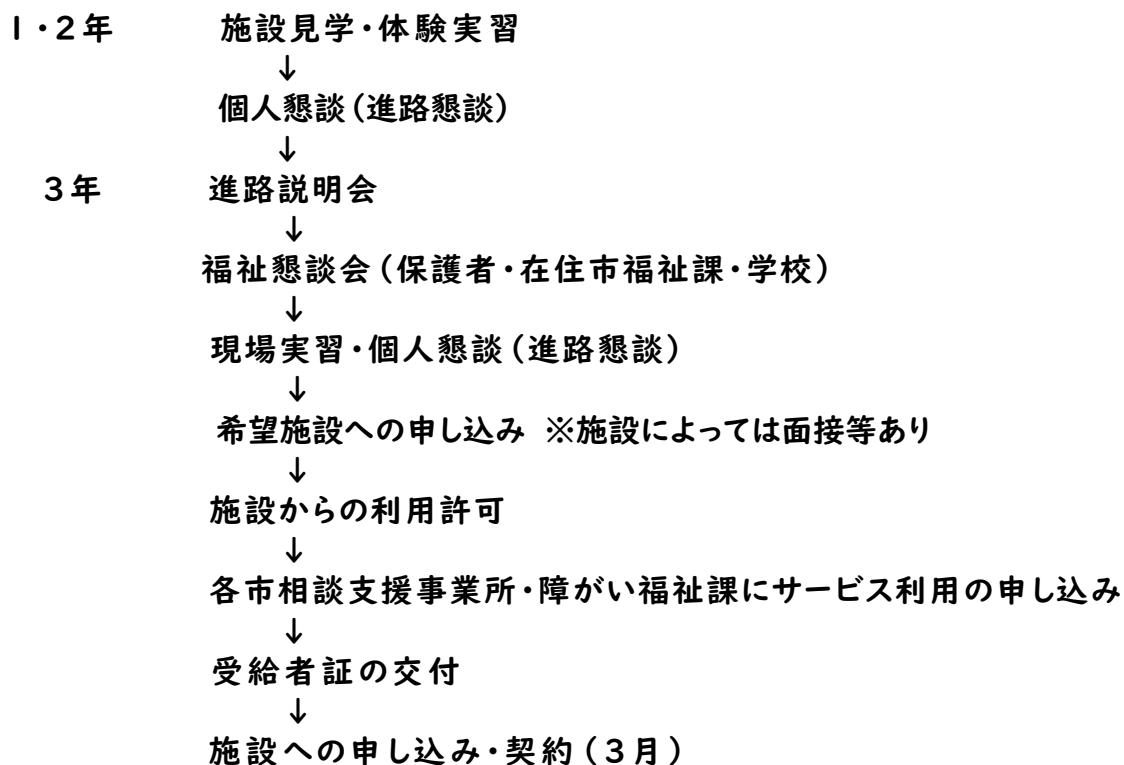 1・2年　施設見学・体験実習
↓
個人懇談（進路懇談）
↓
3年　進路説明会
↓
福祉懇談会（保護者・在住市福祉課・学校）
↓
現場実習・個人懇談（進路懇談）
↓
希望施設への申し込み　※施設によっては面接等あり
↓
施設からの利用許可
↓
各市相談支援事業所・障がい福祉課にサービス利用の申し込み
↓
受給者証の交付
↓
施設への申し込み・契約（3月）